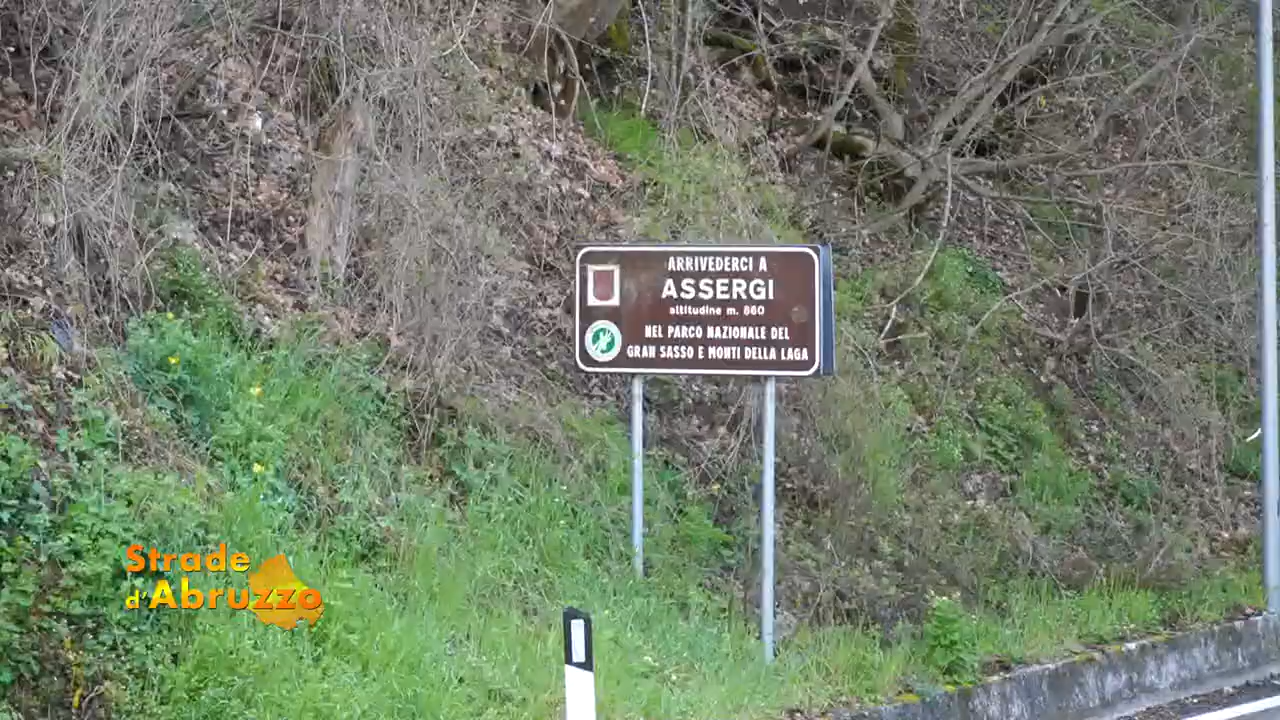 ARRIVEDERCI A
ASSERGI
altitudine m. 860
NEL PARCO NAZIONALE DEL
GRAN SASSO E MONTI DELLA LAGA
Strade
d'Abruzzo